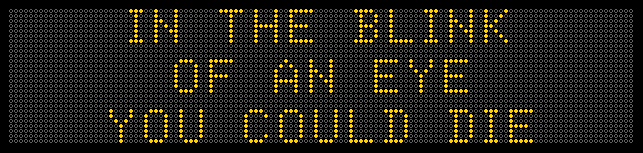 IN THE BLINK
OF AN EYE
YOU COULD DIE